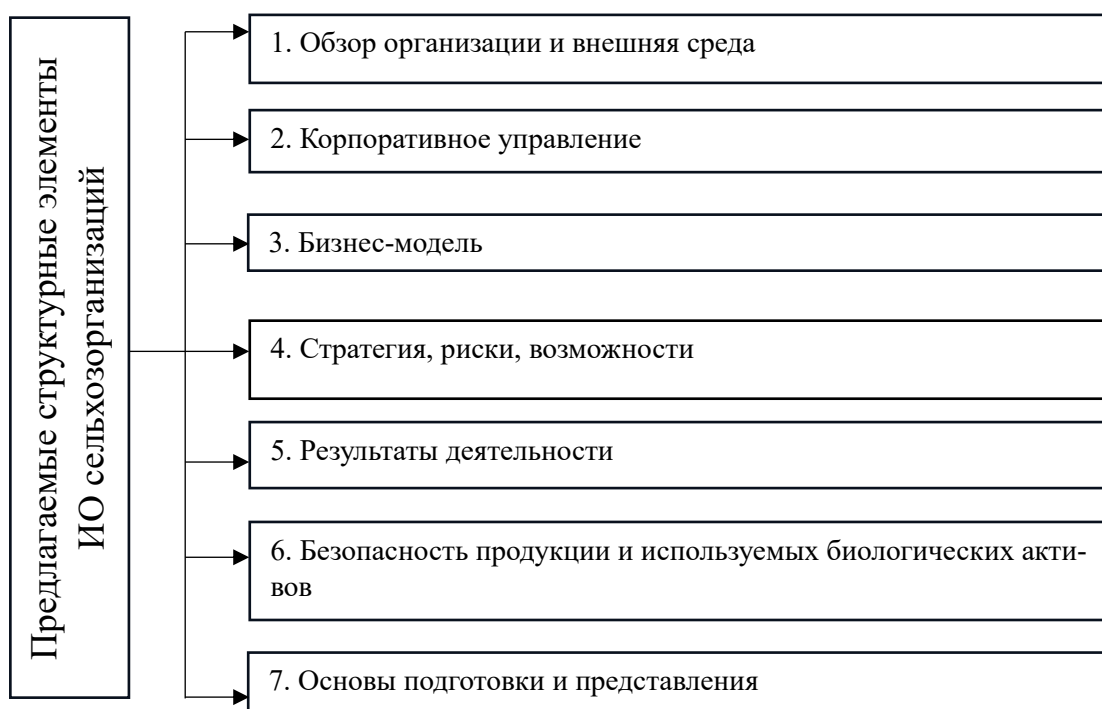 Предлагаемые структурные элементы
ИО сельхозорганизаций
1. Обзор организации и внешняя среда
2. Корпоративное управление
3. Бизнес-модель
4. Стратегия, риски, возможности
5. Результаты деятельности
6. Безопасность продукции и используемых биологических акти-
вов
7. Основы подготовки и представления